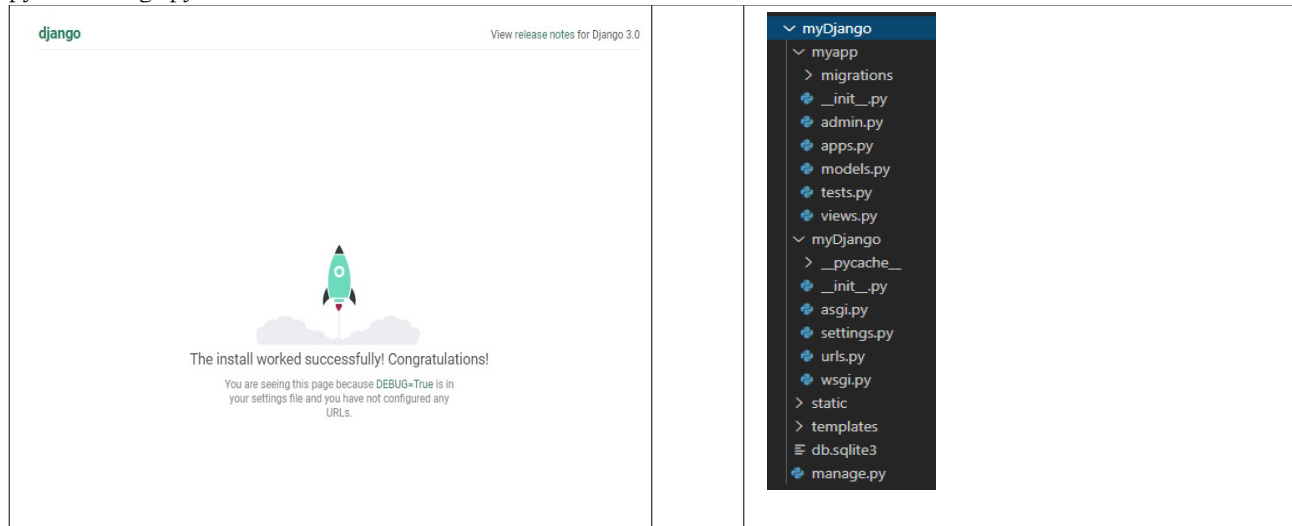 django
View release notes for Django 3.0
The install worked successfully! Congratulations!
You are seeing this page because DEBUG=True is in
your settings file and you have not configured any
URLs.
myDjango
myapp
migrations
__init__.py
admin.py
apps.py
models.py
tests.py
views.py
myDjango
__pycache__
__init__.py
asgi.py
settings.py
urls.py
wsgi.py
static
templates
db.sqlite3
manage.py